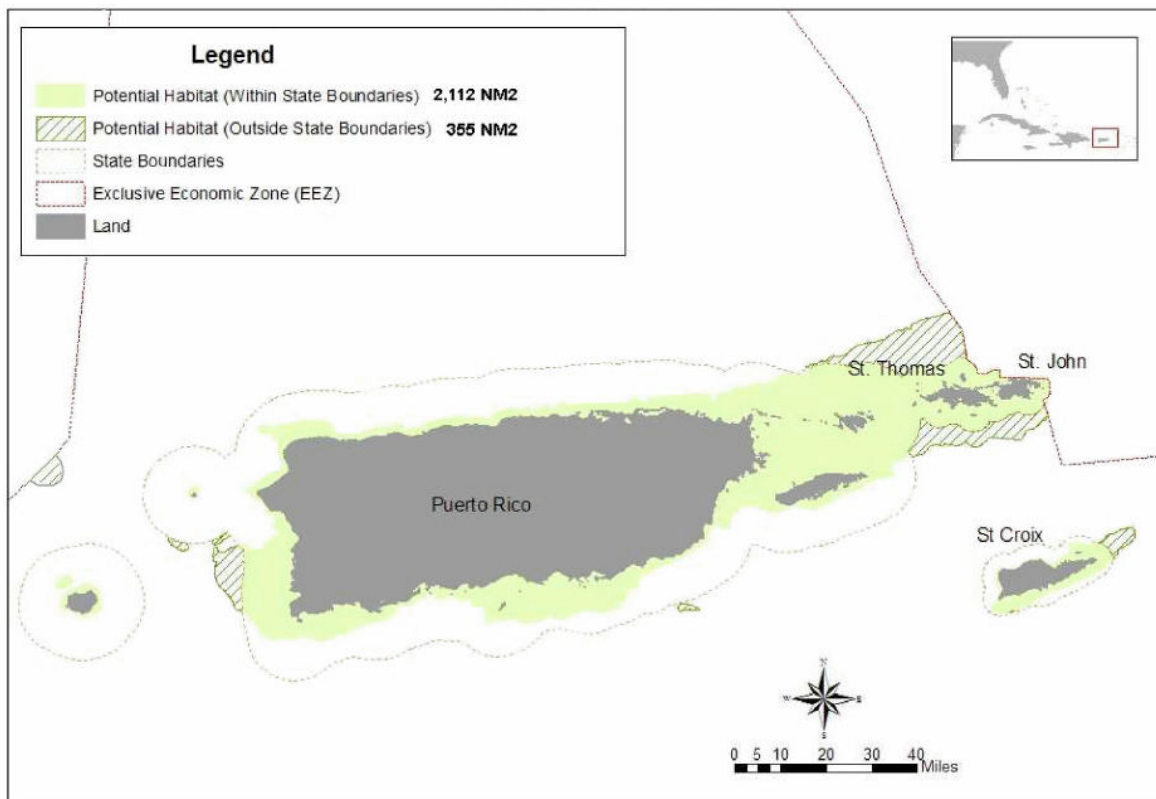 Legend
Potential Habitat (Within State Boundaries) 2,112 NM2
Potential Habitat (Outside State Boundaries) 355 NM2
State Boundaries
Exclusive Economic Zone (EEZ)
Land
St. John
St. Thomas
Puerto Rico
St Croix
N
W E
S
0 5 10 20 30 40
Miles